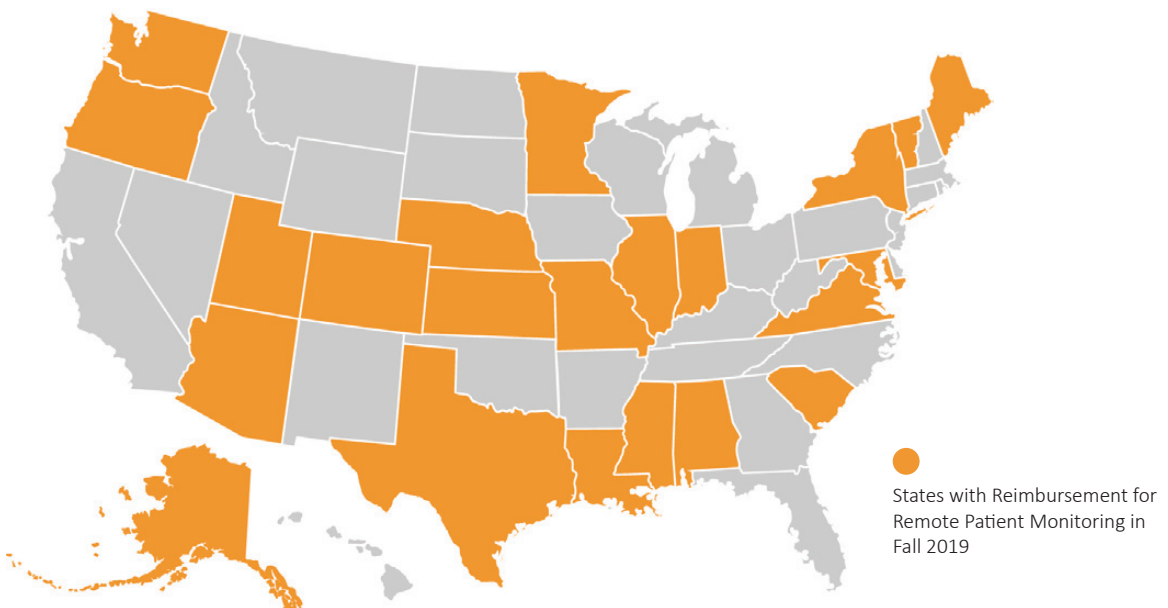 States with Reimbursement for
Remote Patient Monitoring in
Fall 2019